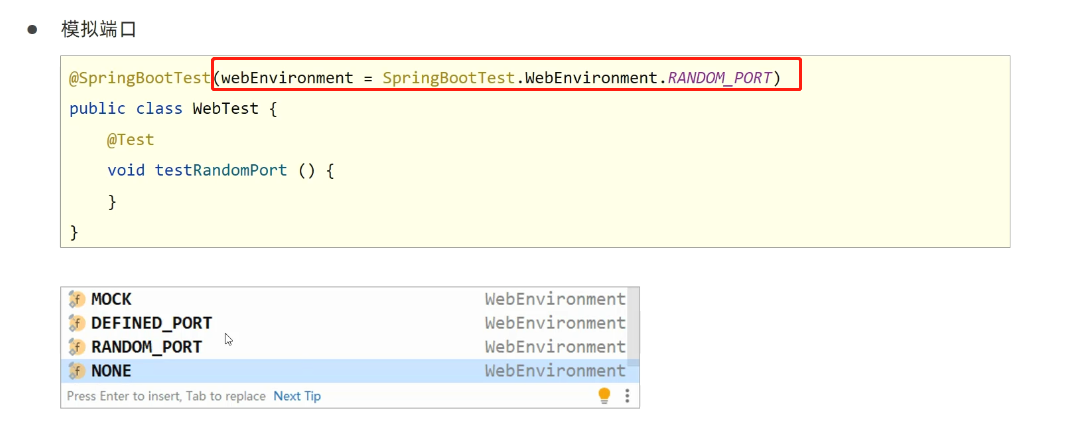 模拟端口
@SpringBootTest(webEnvironment = SpringBootTest.WebEnvironment.RANDOM_PORT)
public class WebTest {
@Test
void testRandomPort () {
}
}
MOCK WebEnvironment
DEFINED_PORT WebEnvironment
RANDOM_PORT WebEnvironment
NONE WebEnvironment
Press Enter to insert, Tab to replace Next Tip